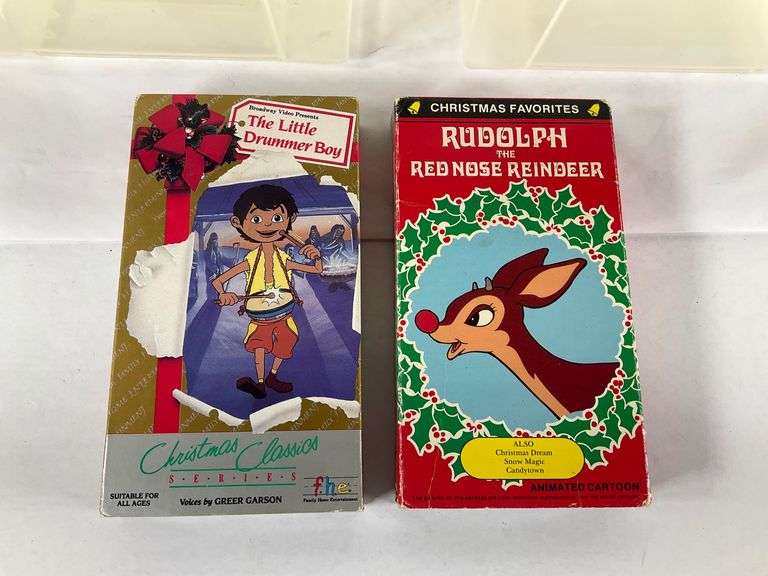 Broadway Video Presents
The Little
Drummer Boy
Christmas Classics
S·E·R·I·E·S
SUITABLE FOR
ALL AGES
Voices by GREER GARSON
f.h.e.
Family Home Entertainment
CHRISTMAS FAVORITES
RUDOLPH
THE
RED NOSE REINDEER
ALSO
Christmas Dream
Snow Magic
Candytown
ANIMATED CARTOON